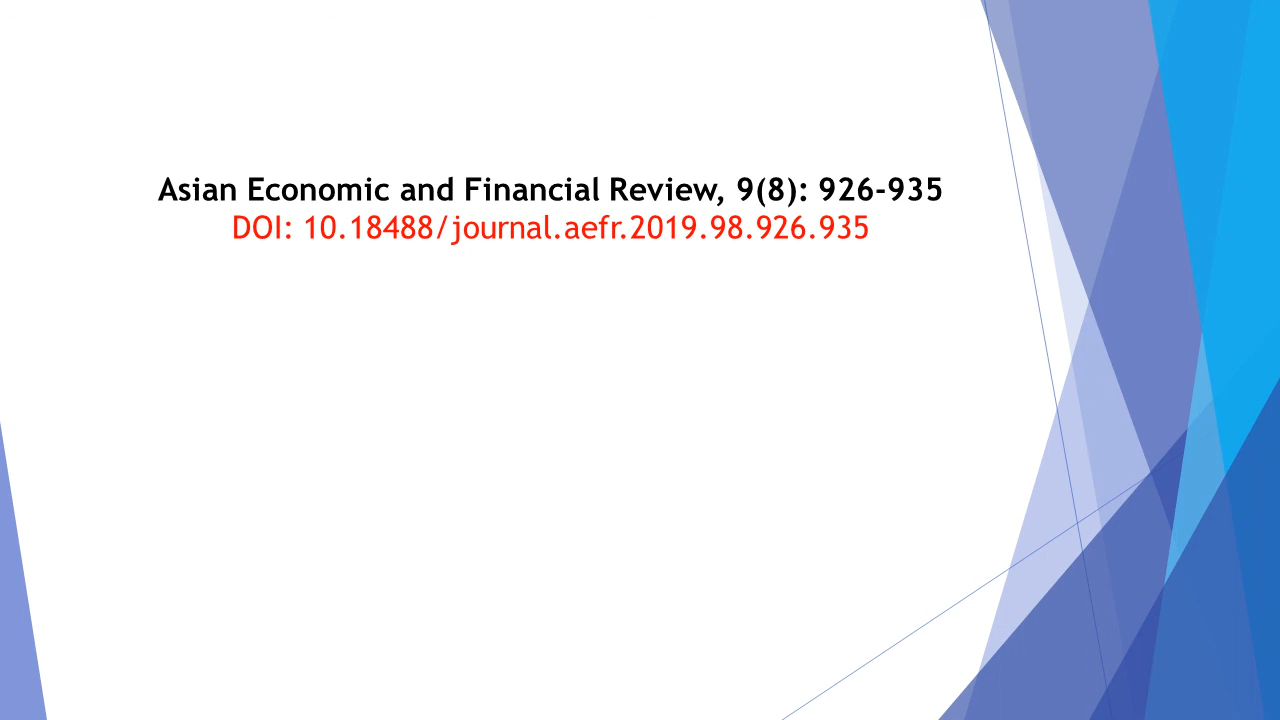 Asian Economic and Financial Review, 9(8): 926-935
DOI: 10.18488/journal.aefr.2019.98.926.935